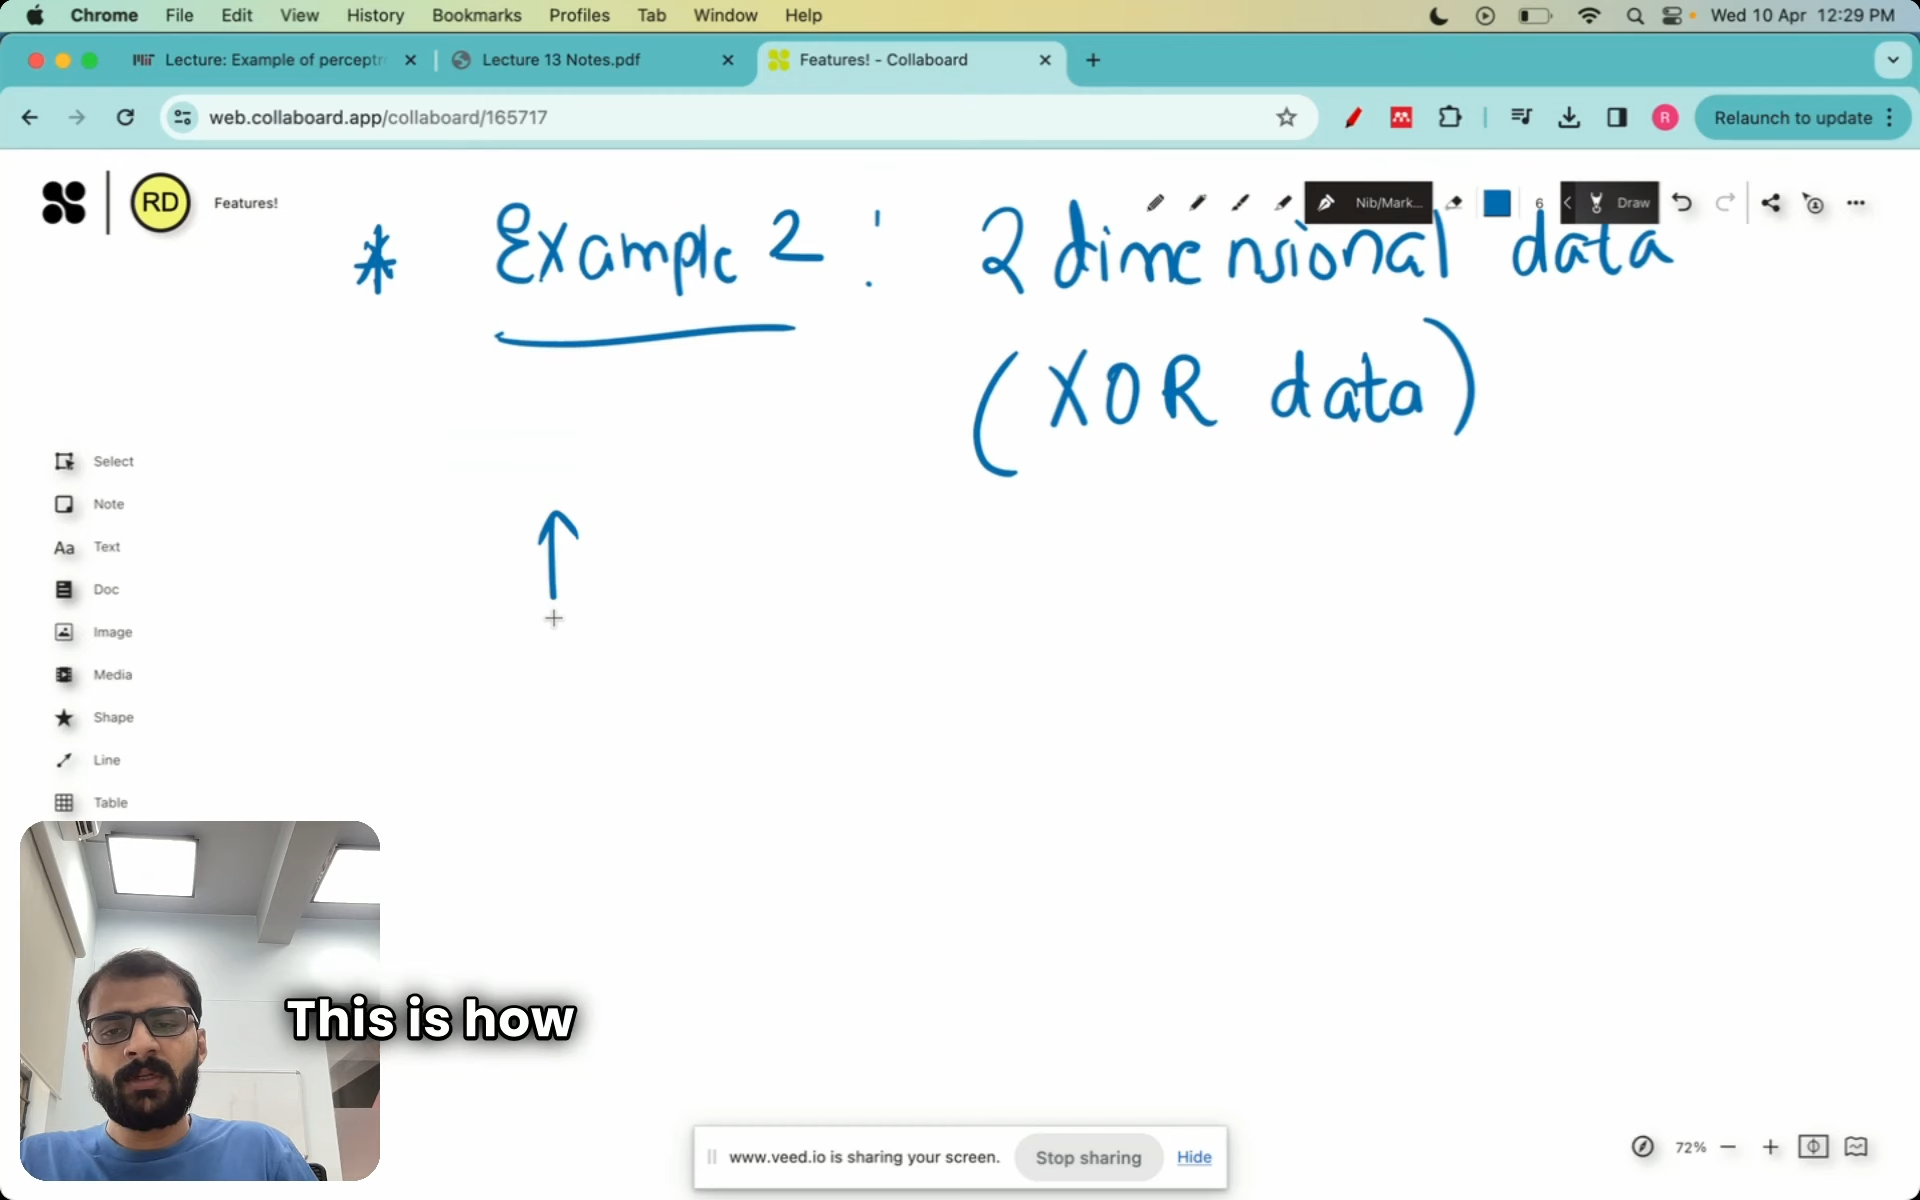 Chrome File Edit View History Bookmarks Profiles Tab Window Help Wed 10 Apr 12:29 PM
MIT Lecture: Example of perceptr Lecture 13 Notes.pdf Features! - Collaboard
web.collaboard.app/collaboard/165717 R Relaunch to update
RD Features! Nib/Mark... 6 Draw
* Example 2 : 2 dimensional data
(XOR data)
Select
Note
Aa Text
Doc
Image
Media
Shape
Line
Table
This is how
www.veed.io is sharing your screen. Stop sharing Hide
72%